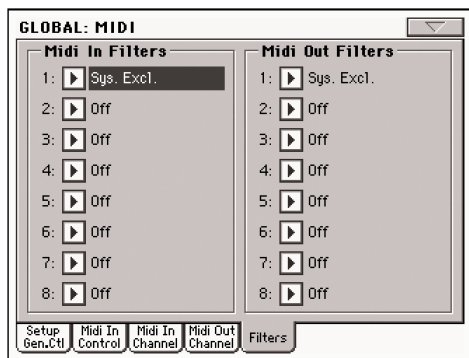 GLOBAL: MIDI
Midi In Filters
1: Sys. Excl.
2: Off
3: Off
4: Off
5: Off
6: Off
7: Off
8: Off
Midi Out Filters
1: Sys. Excl.
2: Off
3: Off
4: Off
5: Off
6: Off
7: Off
8: Off
Setup Gen.Ctl
Midi In Control
Midi In Channel
Midi Out Channel
Filters